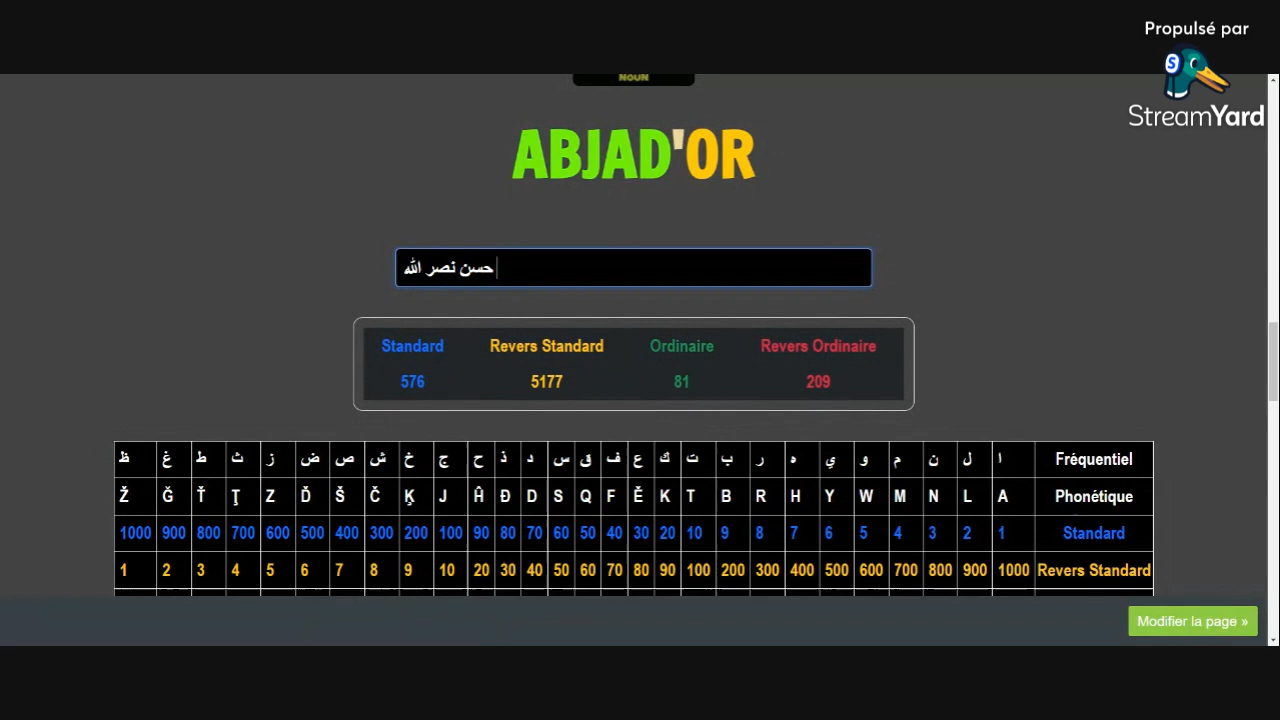 Propulsé par
StreamYard
NOUN
ABJAD'OR
حسن نصر الله
Standard Revers Standard Ordinaire Revers Ordinaire
576 5177 81 209
ظ غ ط ث ز ض ص ش خ ج ح ذ د س ق ف ع ك ت ب ر ه ي و م ن ل ا Fréquentiel
Ž Ğ Ť Ţ Z Ď Š Č Ķ J Ĥ Đ D S Q F Ě K T B R H Y W M N L A Phonétique
1000 900 800 700 600 500 400 300 200 100 90 80 70 60 50 40 30 20 10 9 8 7 6 5 4 3 2 1 Standard
1 2 3 4 5 6 7 8 9 10 20 30 40 50 60 70 80 90 100 200 300 400 500 600 700 800 900 1000 Revers Standard
Modifier la page »